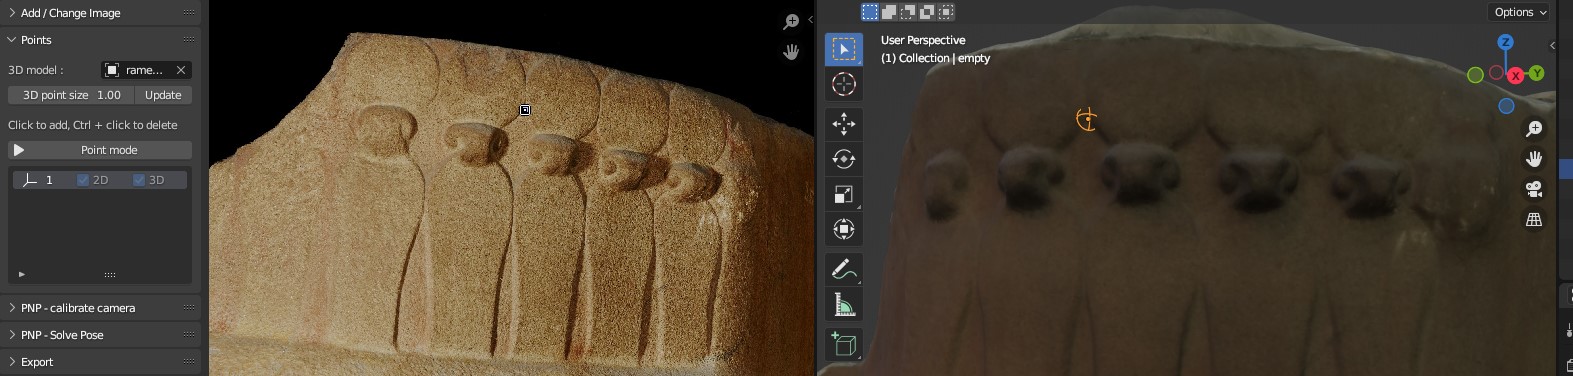 Add / Change Image
Points
3D model :
rame...
3D point size 1.00
Update
Click to add, Ctrl + click to delete
Point mode
1
2D
3D
PNP - calibrate camera
PNP - Solve Pose
Export
Options
User Perspective
(1) Collection | empty
Z
X
Y